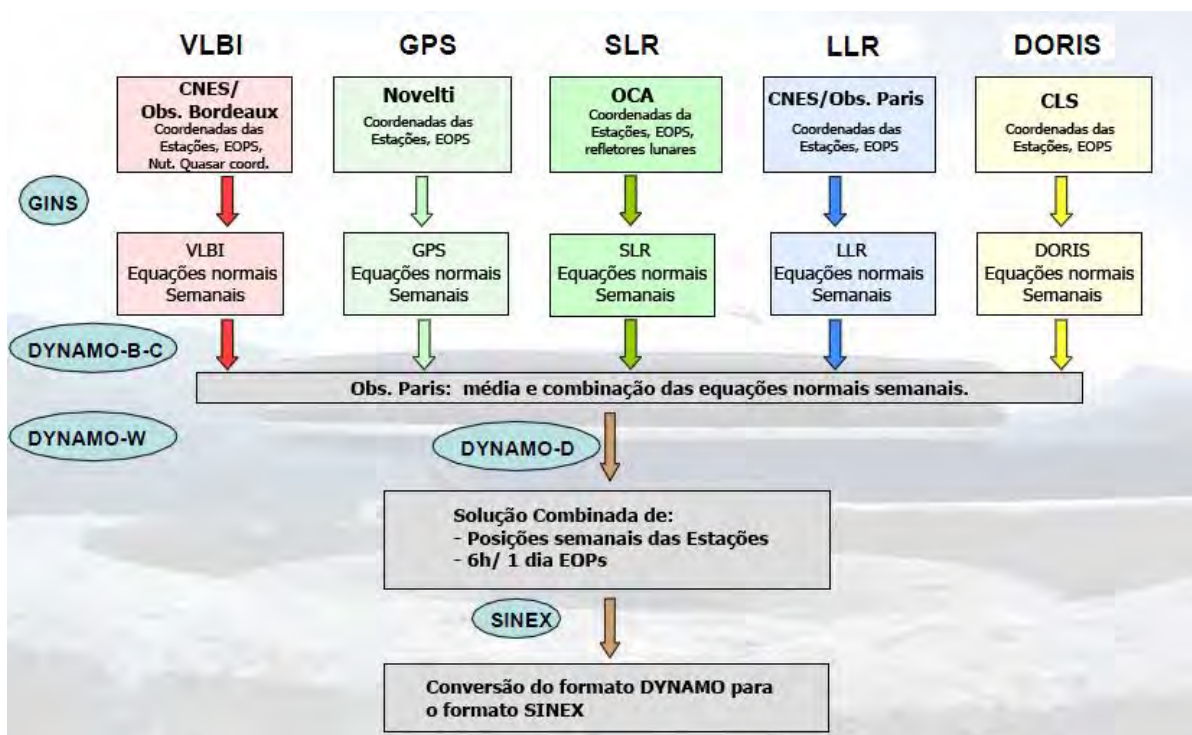 VLBI
GPS
SLR
LLR
DORIS
CNES/
Obs. Bordeaux
Coordenadas das
Estações, EOPS,
Nut. Quasar coord.
Novelti
Coordenadas das
Estações, EOPS
OCA
Coordenadas da
Estações, EOPS,
refletores lunares
CNES/Obs. Paris
Coordenadas das
Estações, EOPS
CLS
Coordenadas das
Estações, EOPS
GINS
VLBI
Equações normais
Semanais
GPS
Equações normais
Semanais
SLR
Equações normais
Semanais
LLR
Equações normais
Semanais
DORIS
Equações normais
Semanais
DYNAMO-B-C
Obs. Paris: média e combinação das equações normais semanais.
DYNAMO-W
DYNAMO-D
Solução Combinada de:
- Posições semanais das Estações
- 6h/ 1 dia EOPs
SINEX
Conversão do formato DYNAMO para
o formato SINEX